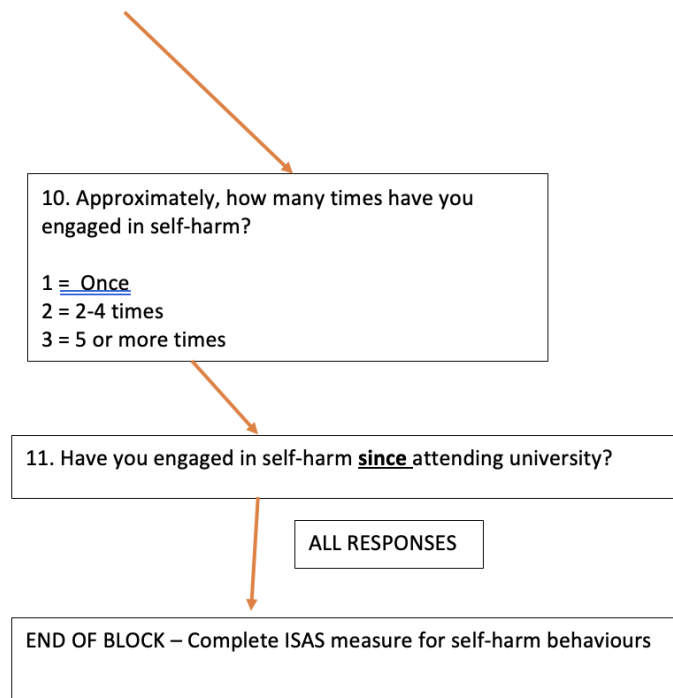 10. Approximately, how many times have you
engaged in self-harm?
1 = Once
2 = 2-4 times
3 = 5 or more times
11. Have you engaged in self-harm since attending university?
ALL RESPONSES
END OF BLOCK – Complete ISAS measure for self-harm behaviours